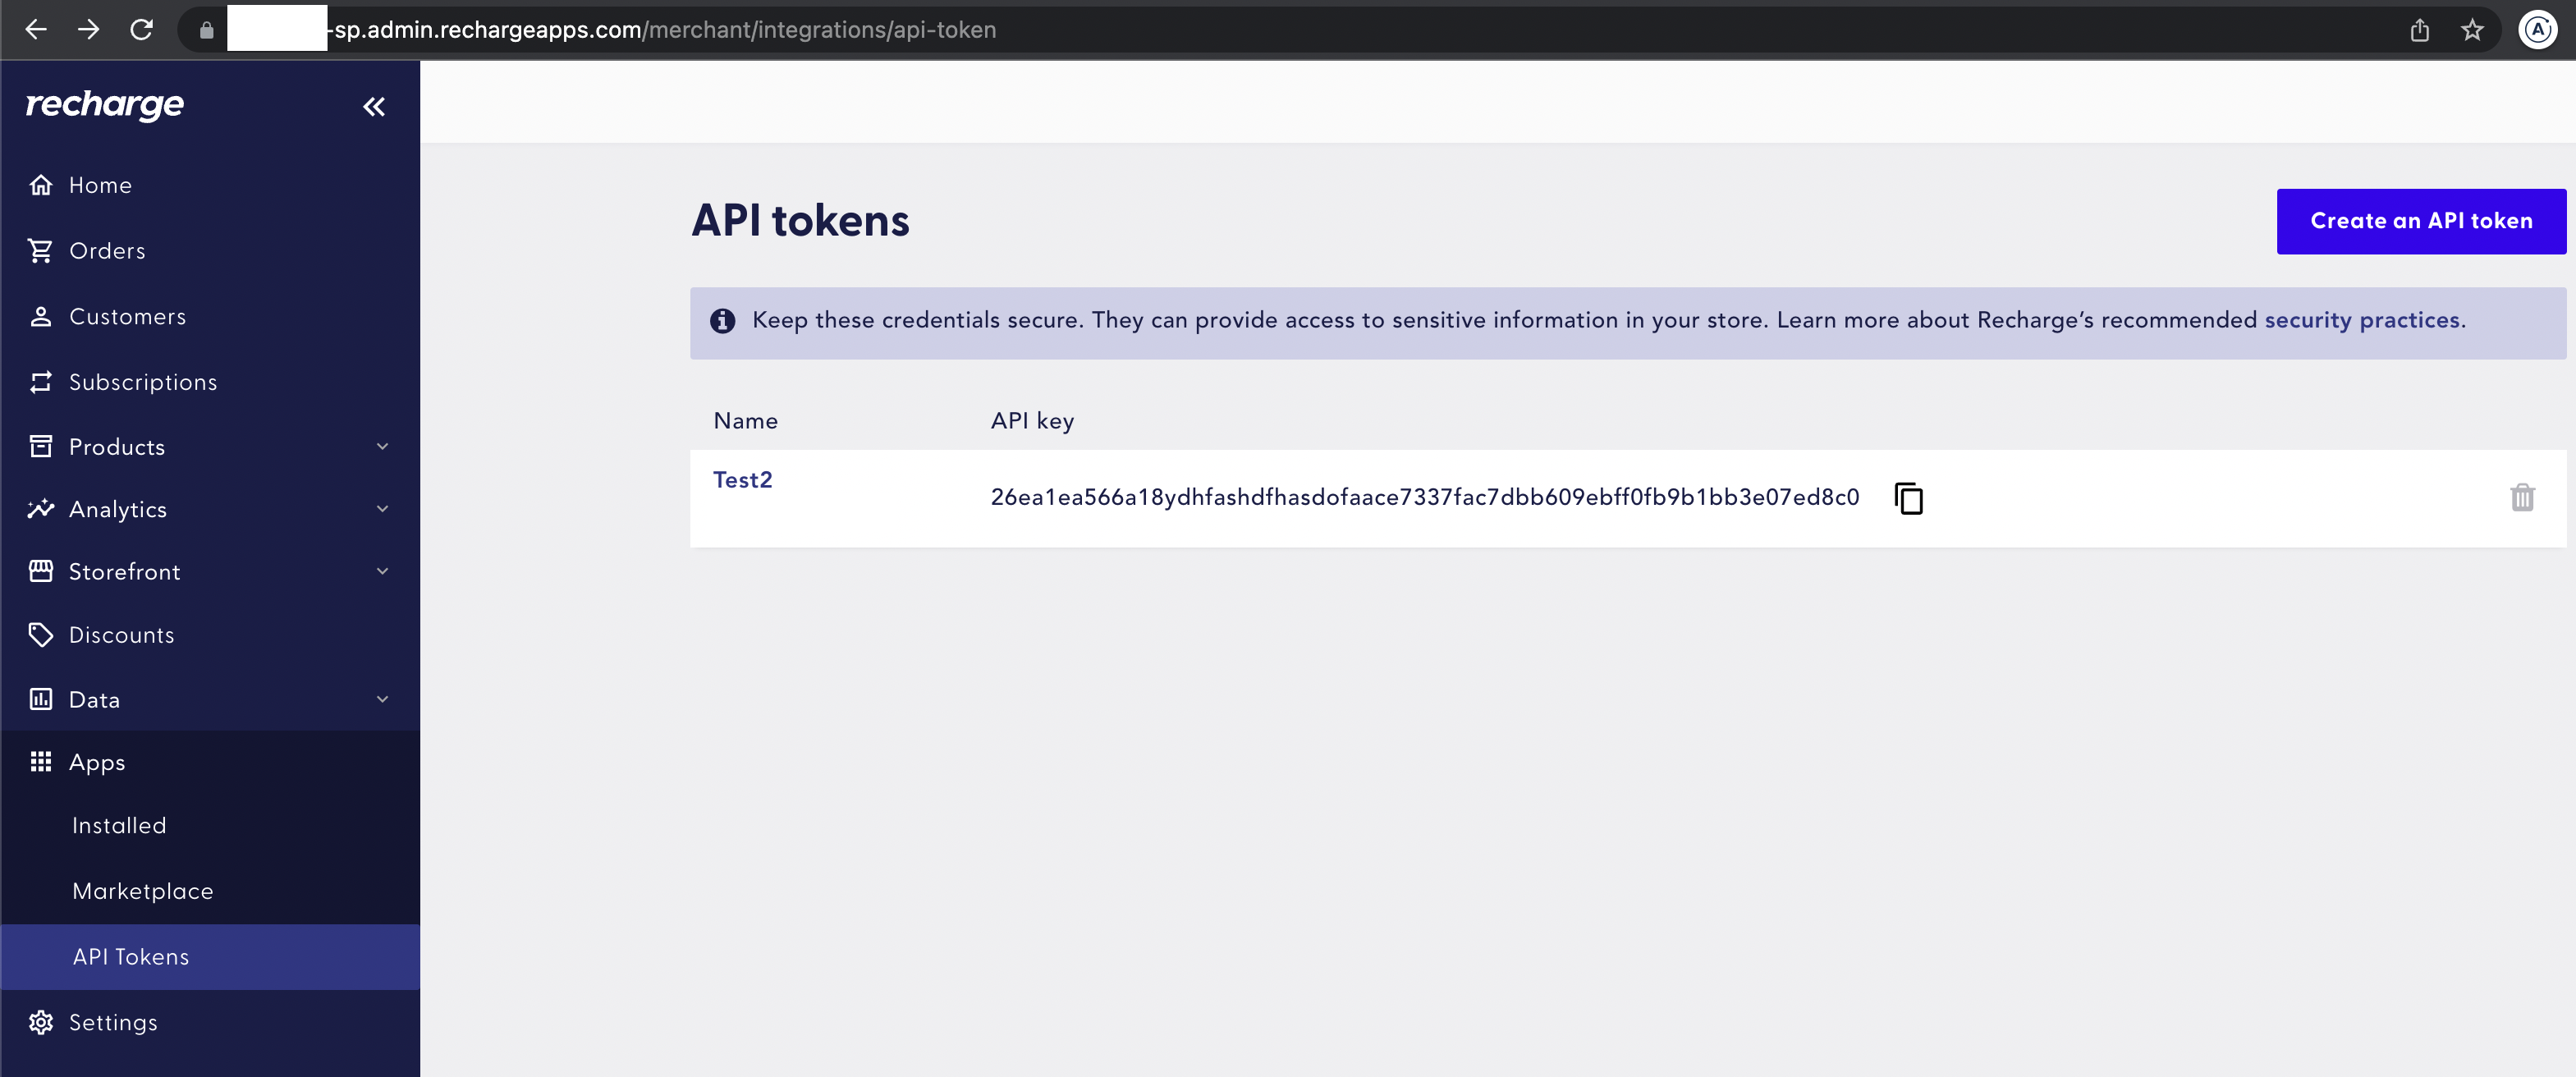 -sp.admin.rechargeapps.com/merchant/integrations/api-token
A
recharge
Home
Orders
Customers
Subscriptions
Products
Analytics
Storefront
Discounts
Data
Apps
Installed
Marketplace
API Tokens
Settings
API tokens
Create an API token
Keep these credentials secure. They can provide access to sensitive information in your store. Learn more about Recharge’s recommended security practices.
Name API key
Test2 26ea1ea566a18ydhfashdfhasdofaace7337fac7dbb609ebff0fb9b1bb3e07ed8c0